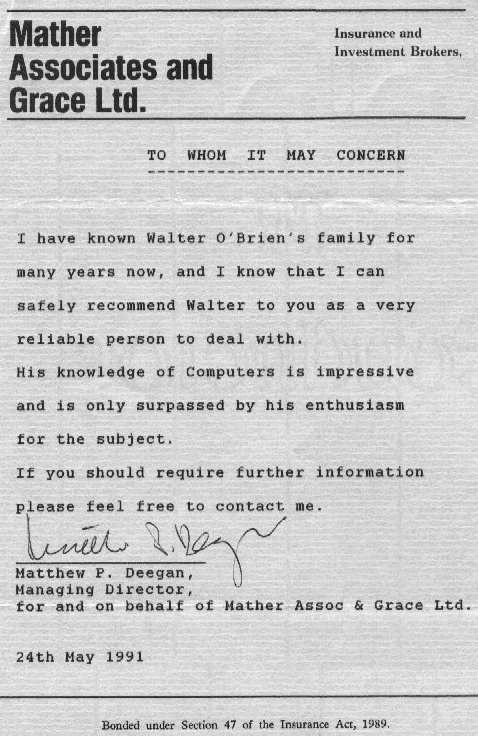 Mather
Associates and
Grace Ltd.
Insurance and
Investment Brokers,
TO WHOM IT MAY CONCERN
--------------------------
I have known Walter O'Brien's family for
many years now, and I know that I can
safely recommend Walter to you as a very
reliable person to deal with.
His knowledge of Computers is impressive
and is only surpassed by his enthusiasm
for the subject.
If you should require further information
please feel free to contact me.
Matthew P. Deegan,
Managing Director,
for and on behalf of Mather Assoc & Grace Ltd.
24th May 1991
Bonded under Section 47 of the Insurance Act, 1989.